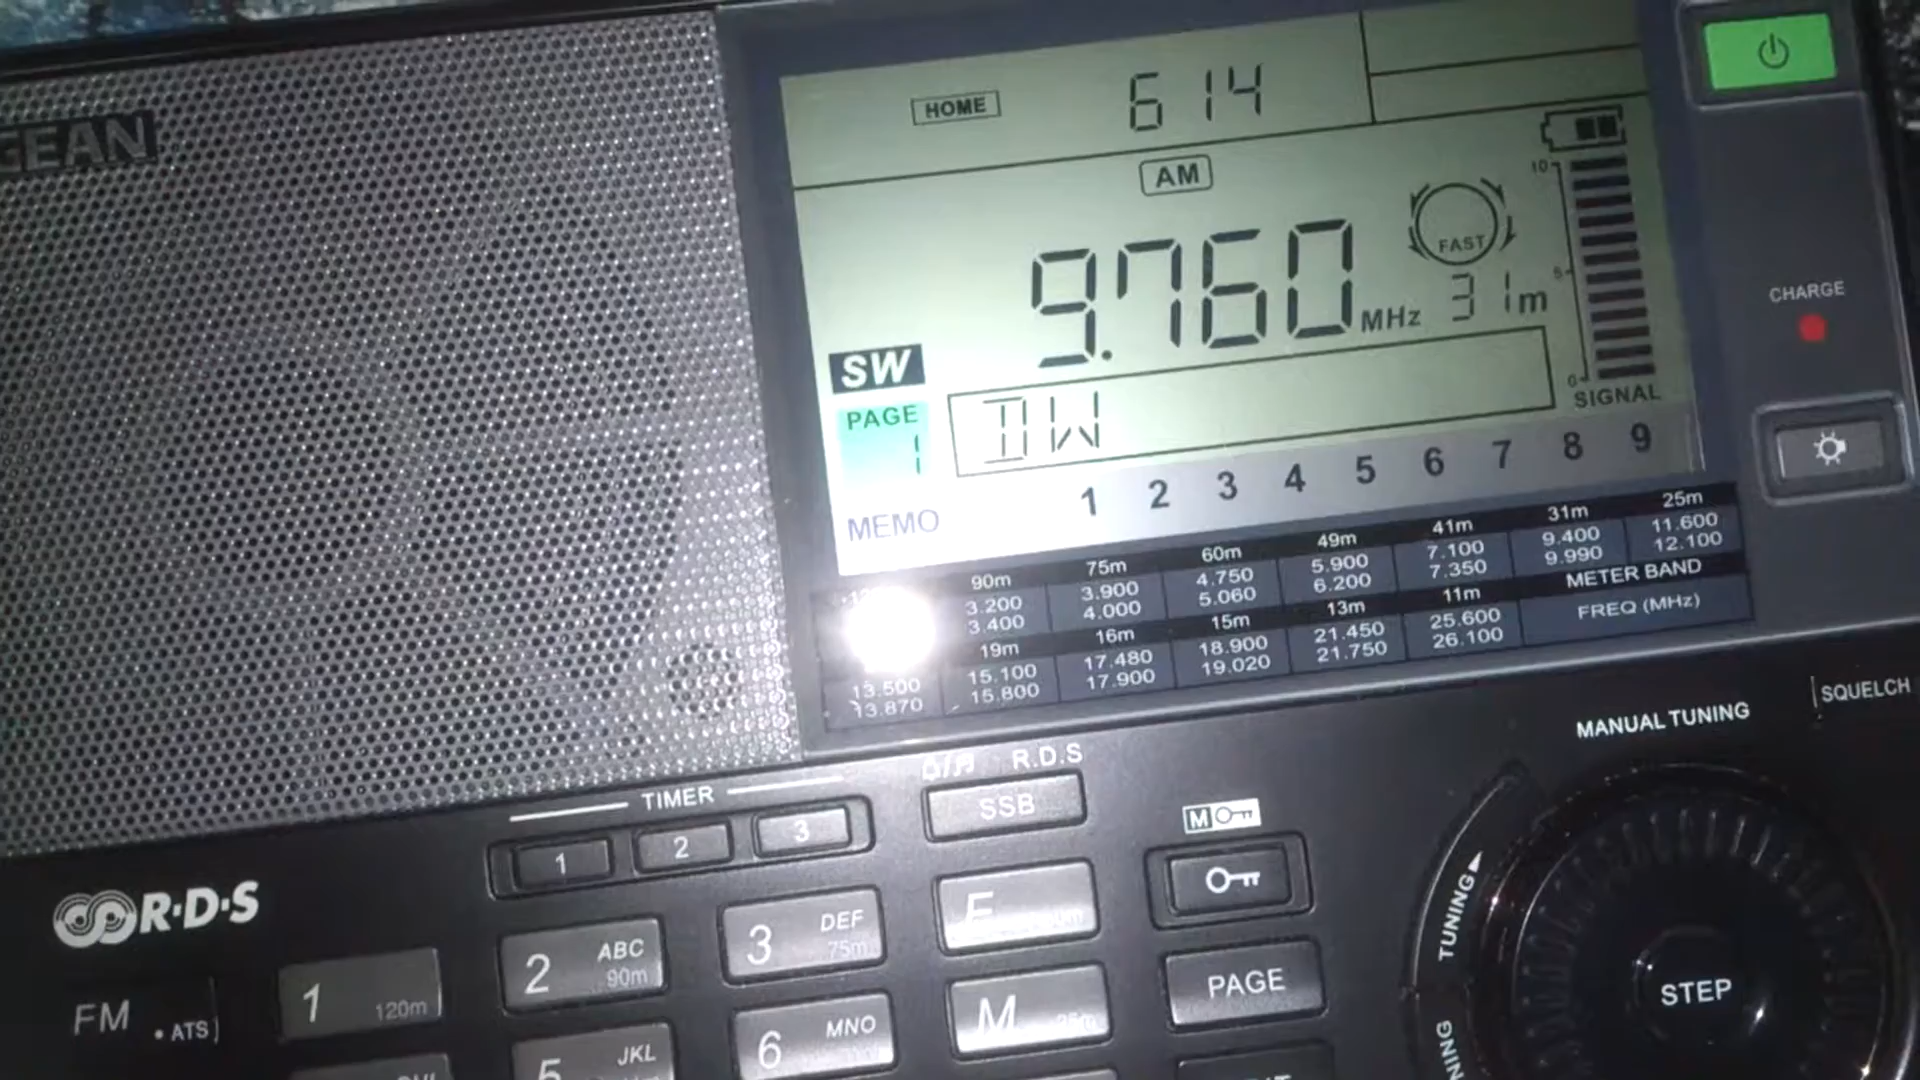 GEAN
HOME 614
AM
9.760 MHz 31m
FAST
10
5
0
SIGNAL
SW
PAGE
1
DW
MEMO
1 2 3 4 5 6 7 8 9
90m 75m 60m 49m 41m 31m 25m
3.200 3.900 4.750 5.900 7.100 9.400 11.600
3.400 4.000 5.060 6.200 7.350 9.990 12.100
19m 16m 15m 13m 11m METER BAND
13.500 15.100 17.480 18.900 21.450 25.600 FREQ (MHz)
13.870 15.800 17.900 19.020 21.750 26.100
CHARGE
MANUAL TUNING
SQUELCH
TIMER
1 2 3
R.D.S
SSB
M
R·D·S
FM • ATS
1 120m
2 ABC 90m
3 DEF 75m
5 JKL
6 MNO
M
PAGE
TUNING
STEP